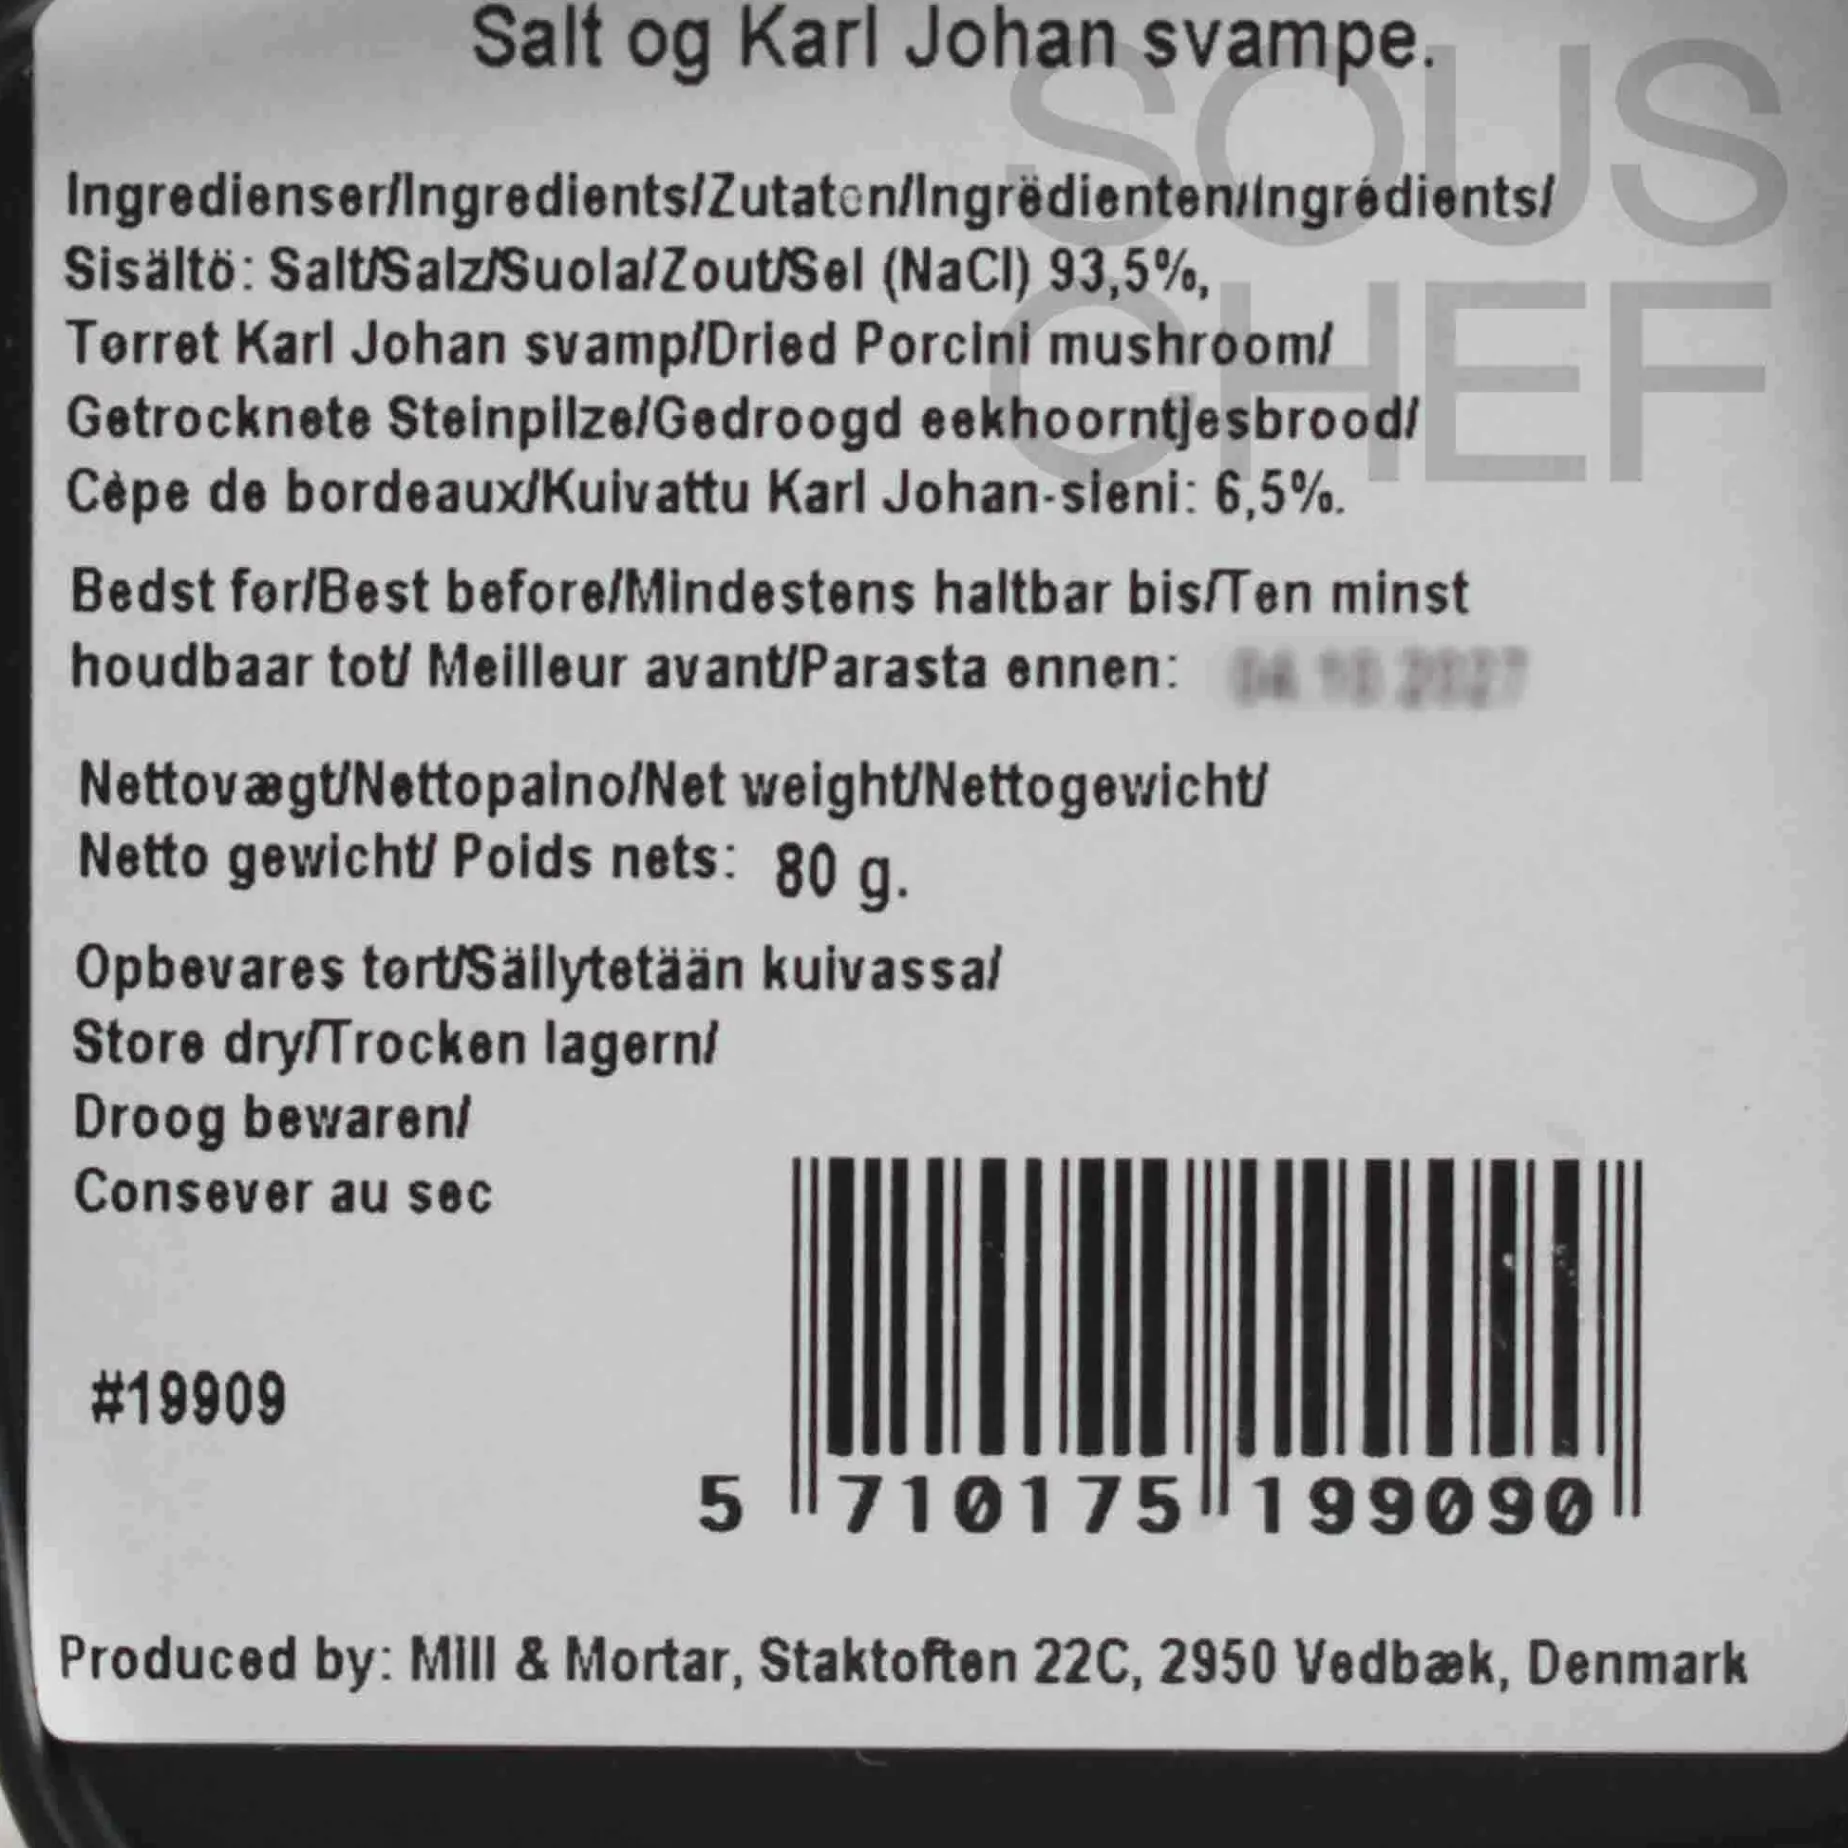 Salt og Karl Johan svampe.
SOUS
CHEF
Ingredienser/Ingredients/Zutaten/Ingrëdienten/Ingrédients/
Sisältö: Salt/Salz/Suola/Zout/Sel (NaCl) 93,5%,
Tørret Karl Johan svamp/Dried Porcini mushroom/
Getrocknete Steinpilze/Gedroogd eekhoorntjesbrood/
Cèpe de bordeaux/Kuivattu Karl Johan-sieni: 6,5%.
Bedst før/Best before/Mindestens haltbar bis/Ten minst
houdbaar tot/ Meilleur avant/Parasta ennen:
Nettovægt/Nettopaino/Net weight/Nettogewicht/
Netto gewicht/ Poids nets: 80 g.
Opbevares tørt/Säilytetään kuivassa/
Store dry/Trocken lagern/
Droog bewaren/
Consever au sec
#19909
5 710175 199090
Produced by: Mill & Mortar, Staktoften 22C, 2950 Vedbæk, Denmark